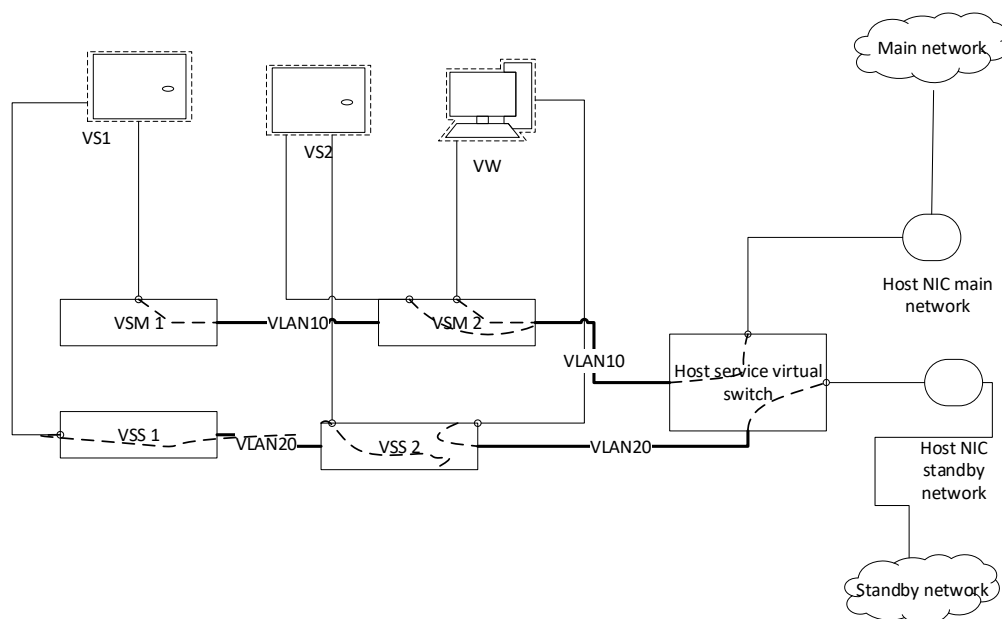 Main network
VS1
VS2
VW
Host NIC main
network
VSM 1
VLAN10
VSM 2
VLAN10
Host service virtual
switch
VSS 1
VLAN20
VSS 2
VLAN20
Host NIC
standby
network
Standby network